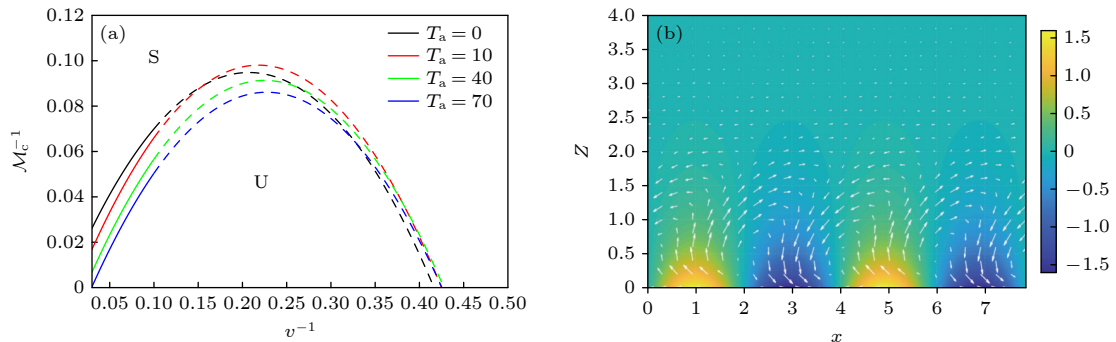 (a)
S
U
T_a = 0
T_a = 10
T_a = 40
T_a = 70
0.12
0.10
0.08
0.06
0.04
0.02
0
ℳ_c^−1
0.05 0.10 0.15 0.20 0.25 0.30 0.35 0.40 0.45 0.50
v^−1
(b)
4.0
3.5
3.0
2.5
2.0
1.5
1.0
0.5
0
Z
0 1 2 3 4 5 6 7
x
1.5
1.0
0.5
0
−0.5
−1.0
−1.5